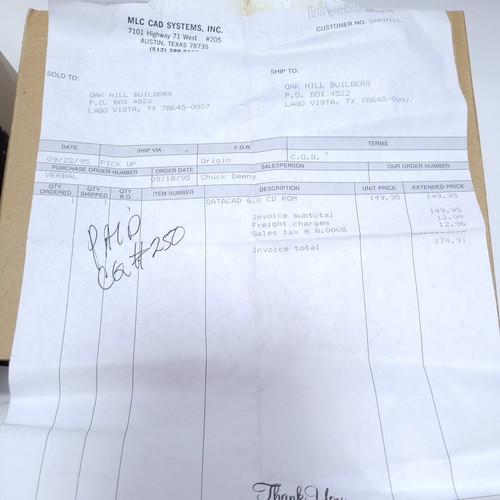 MLC CAD SYSTEMS, INC.
7101 Highway 71 West #205
AUSTIN, TEXAS 78735
(512) 288
CUSTOMER NO.
SOLD TO:
SHIP TO:
OAK HILL BUILDERS
P.O. BOX 4522
LAGO VISTA, TX 78645-0007
OAK HILL BUILDERS
P.O. BOX 4522
LAGO VISTA, TX 78645-0007
DATE SHIP VIA F.O.B. TERMS
09/22/95 PICK UP Origin C.O.D.
PURCHASE ORDER NUMBER ORDER DATE SALESPERSON OUR ORDER NUMBER
VERBAL 09/18/95 Chuck Deeny
QTY. ORDERED QTY. SHIPPED QTY. B.O. ITEM NUMBER DESCRIPTION UNIT PRICE EXTENDED PRICE
1 DATACAD 6.0 CD ROM 149.95 149.95
Invoice subtotal 149.95
Freight charges 12.00
Sales tax @ 8.000% 12.96
Invoice total 174.91
PAID
CK #250
Thank You